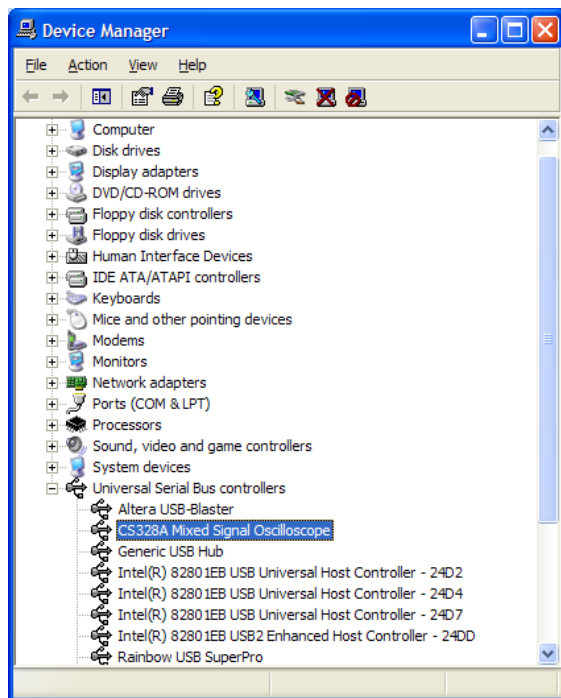 Device Manager
File Action View Help
Computer
Disk drives
Display adapters
DVD/CD-ROM drives
Floppy disk controllers
Floppy disk drives
Human Interface Devices
IDE ATA/ATAPI controllers
Keyboards
Mice and other pointing devices
Modems
Monitors
Network adapters
Ports (COM & LPT)
Processors
Sound, video and game controllers
System devices
Universal Serial Bus controllers
Altera USB-Blaster
CS328A Mixed Signal Oscilloscope
Generic USB Hub
Intel(R) 82801EB USB Universal Host Controller - 24D2
Intel(R) 82801EB USB Universal Host Controller - 24D4
Intel(R) 82801EB USB Universal Host Controller - 24D7
Intel(R) 82801EB USB2 Enhanced Host Controller - 24DD
Rainbow USB SuperPro